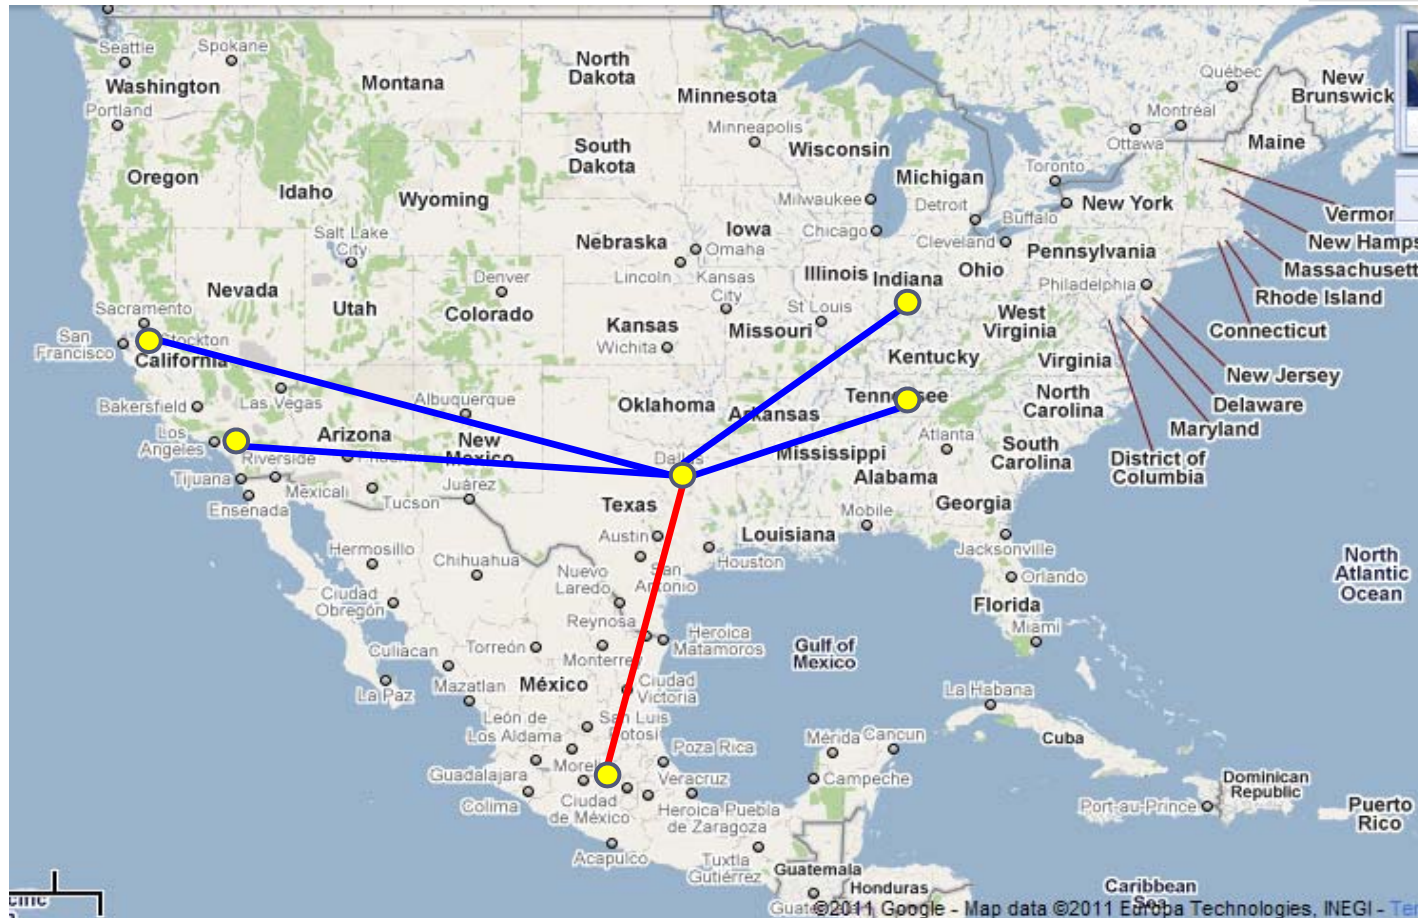 Seattle
Spokane
Washington
Portland
Montana
North
Dakota
Minnesota
Minneapolis
Québec
New
Brunswick
Montréal
Ottawa
Maine
Oregon
Idaho
Wyoming
South
Dakota
Wisconsin
Michigan
Toronto
Milwaukee
Detroit
Buffalo
New York
Vermon
Salt Lake
City
Nebraska
Iowa
Omaha
Chicago
Cleveland
Pennsylvania
New Hamps
Massachusett
Nevada
Utah
Denver
Colorado
Lincoln
Kansas
City
Illinois
Indiana
Ohio
Philadelphia
Rhode Island
Connecticut
Sacramento
San
Francisco
Stockton
California
Kansas
Wichita
Missouri
St Louis
West
Virginia
Kentucky
Virginia
New Jersey
Delaware
Maryland
District of
Columbia
Bakersfield
Las Vegas
Albuquerque
Oklahoma
Arkansas
Tennessee
North
Carolina
Los
Angeles
Riverside
Arizona
New
Mexico
Dallas
Mississippi
Atlanta
South
Carolina
Alabama
Georgia
Tijuana
Mexicali
Ensenada
Tucson
Juárez
Texas
Austin
San
Antonio
Houston
Louisiana
Mobile
Jacksonville
Orlando
Florida
Miami
North
Atlantic
Ocean
Hermosillo
Chihuahua
Ciudad
Obregón
Nuevo
Laredo
Reynosa
Heroica
Matamoros
Gulf of
Mexico
Culiacan
Torreón
Monterrey
La Paz
Mazatlan
México
Ciudad
Victoria
León de
Los Aldama
San Luis
Potosí
Poza Rica
Mérida
Cancun
La Habana
Cuba
Guadalajara
Colima
Ciudad
de México
Veracruz
Campeche
Heroica Puebla
de Zaragoza
Acapulco
Tuxtla
Gutiérrez
Guatemala
Honduras
Port-au-Prince
Dominican
Republic
Puerto
Rico
Caribbean
Sea
©2011 Google - Map data ©2011 Europa Technologies, INEGI - Ter